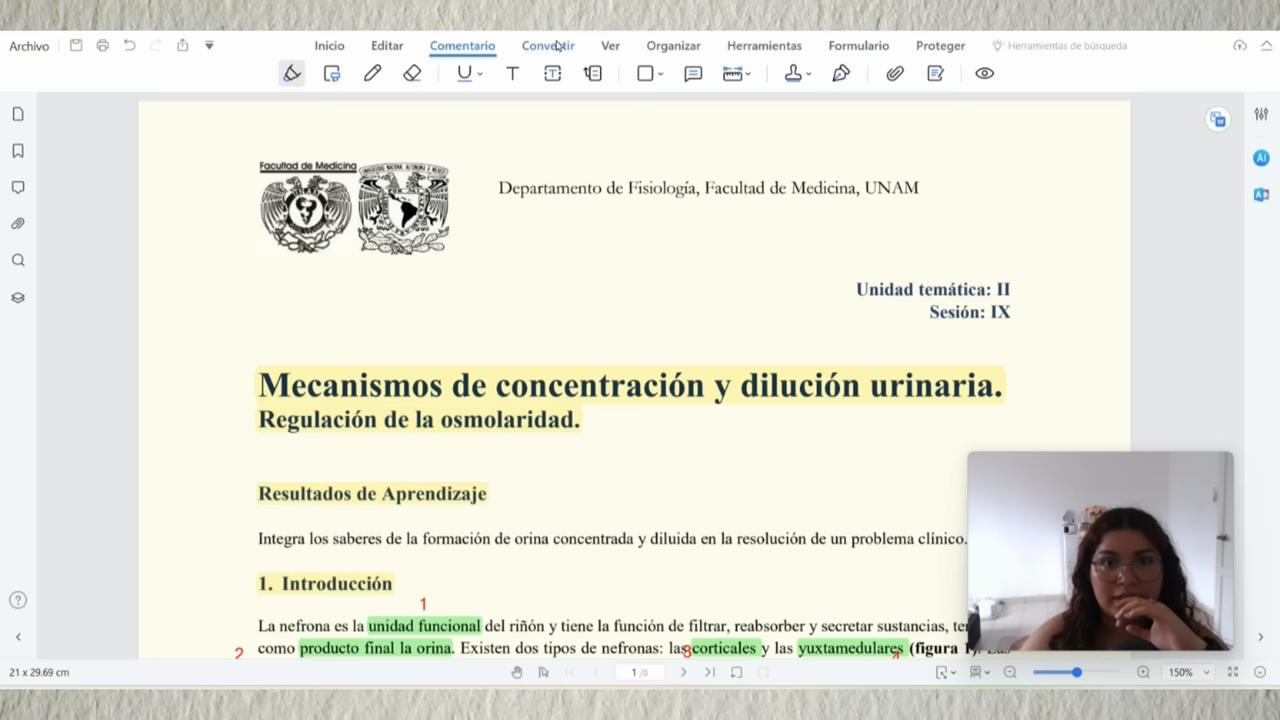 Archivo
Inicio
Editar
Comentario
Convertir
Ver
Organizar
Herramientas
Formulario
Proteger
Herramientas de búsqueda
Facultad de Medicina
Departamento de Fisiología, Facultad de Medicina, UNAM
AI
Unidad temática: II
Sesión: IX
Mecanismos de concentración y dilución urinaria.
Regulación de la osmolaridad.
Resultados de Aprendizaje
Integra los saberes de la formación de orina concentrada y diluida en la resolución de un problema clínico.
1. Introducción
1
La nefrona es la unidad funcional del riñón y tiene la función de filtrar, reabsorber y secretar sustancias,
2
como producto final la orina. Existen dos tipos de nefronas: las corticales y las yuxtamedulares (figura 1).
21 x 29.69 cm
1 /8
150%